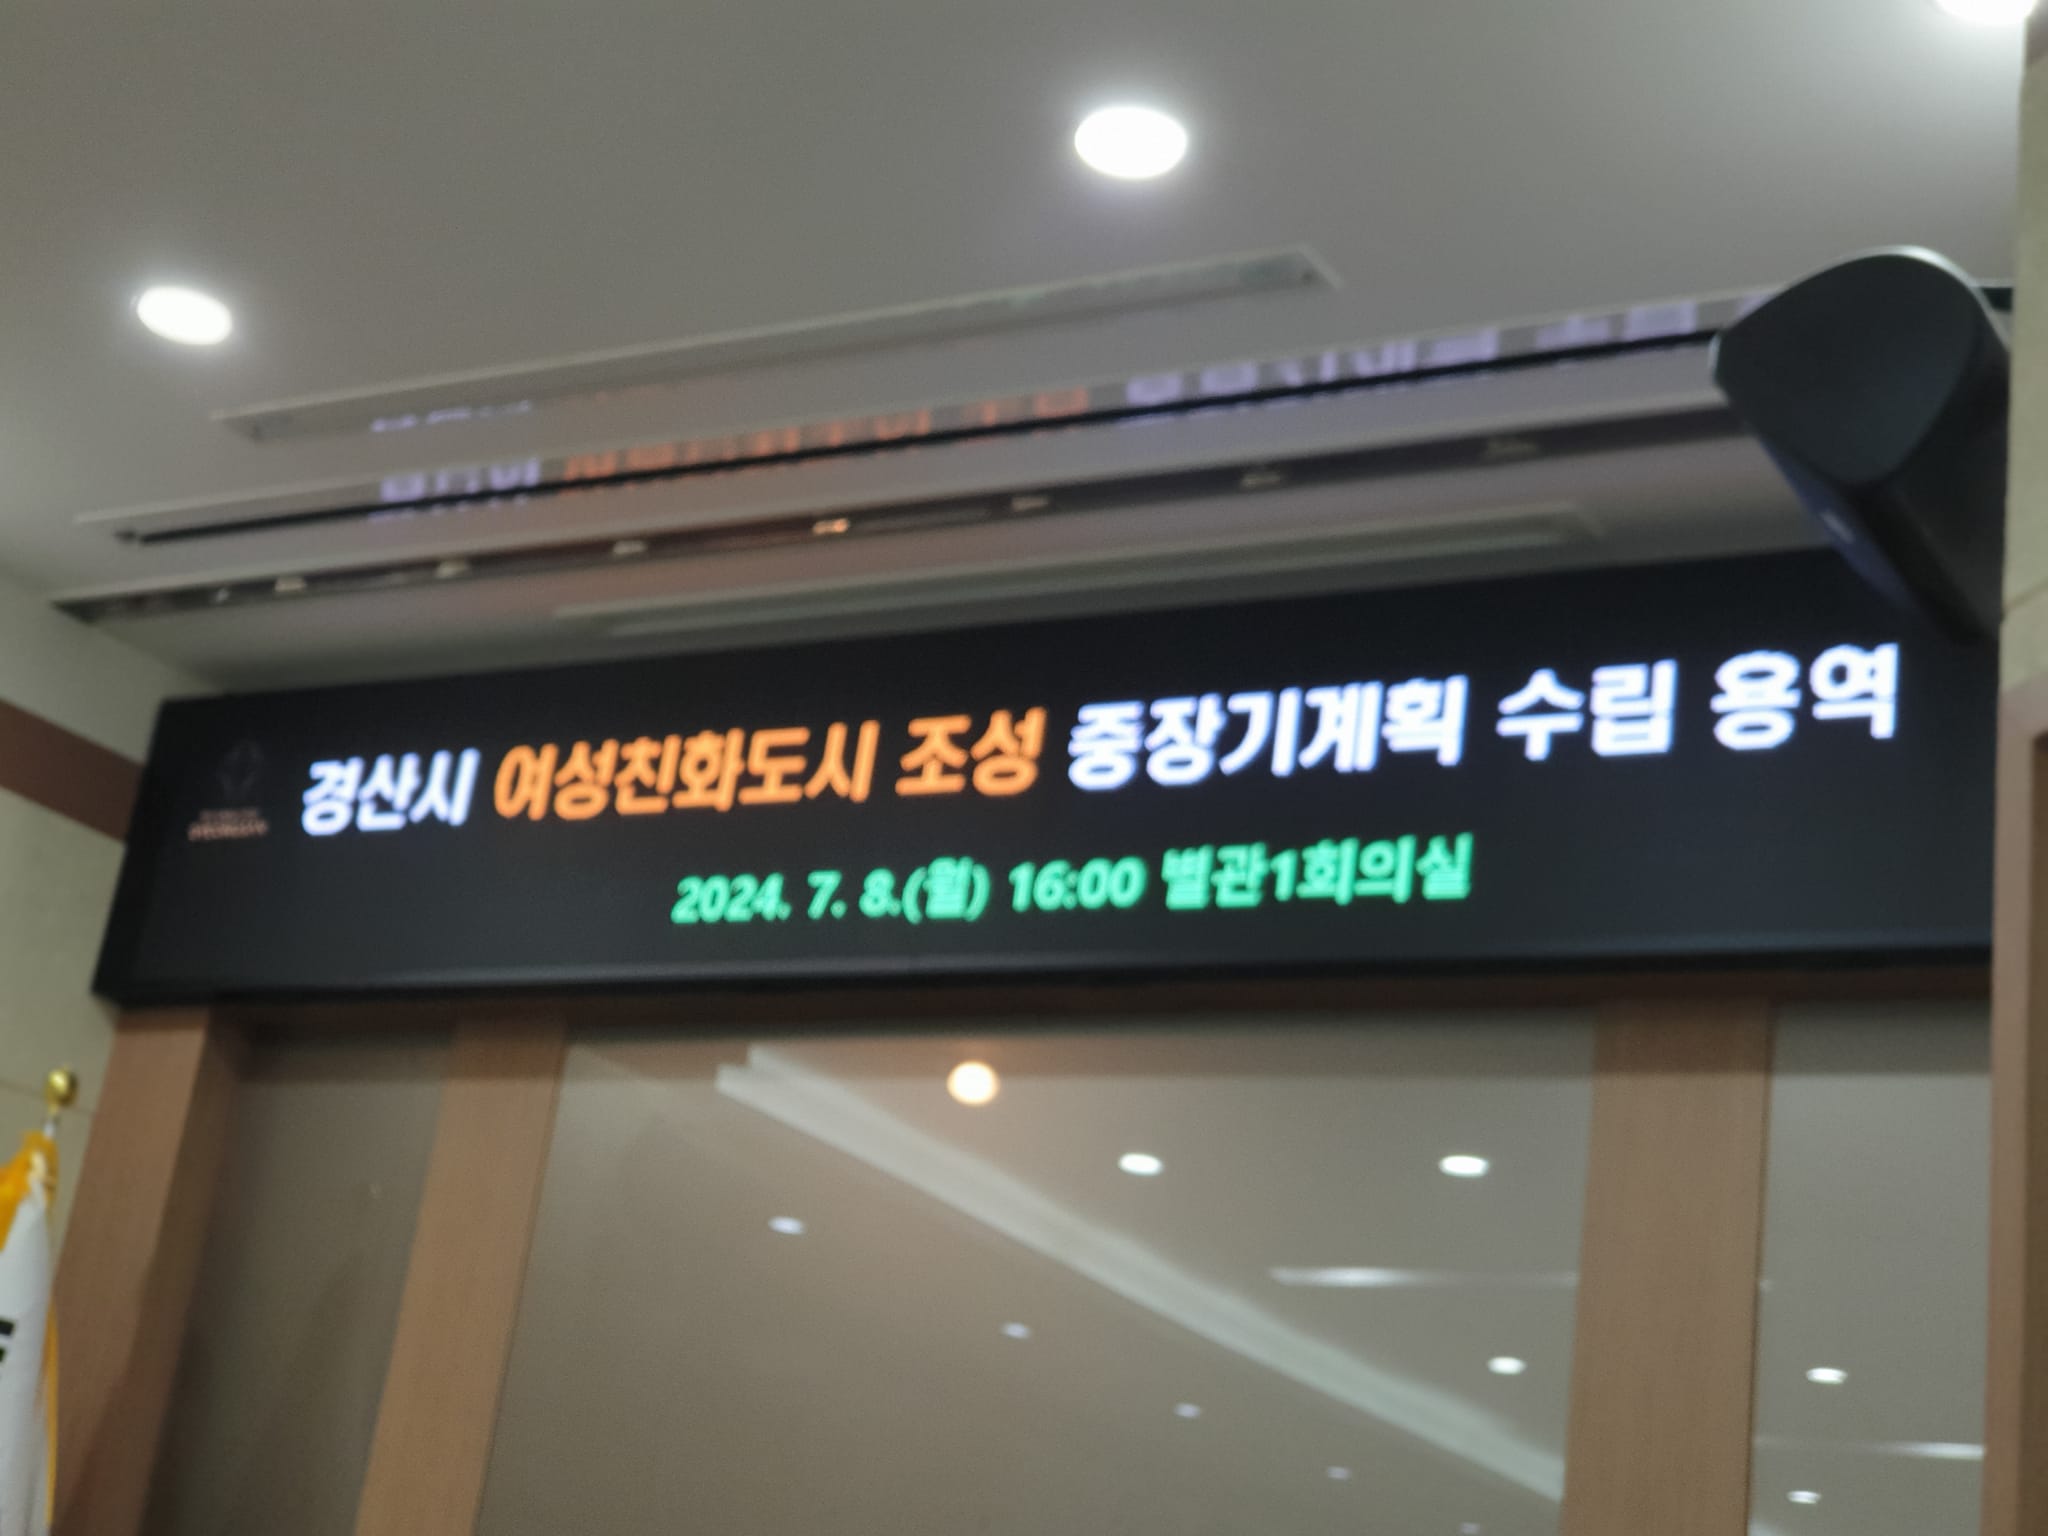 경산시 여성친화도시 조성 중장기계획 수립 용역
2024. 7. 8.(월) 16:00 별관1회의실